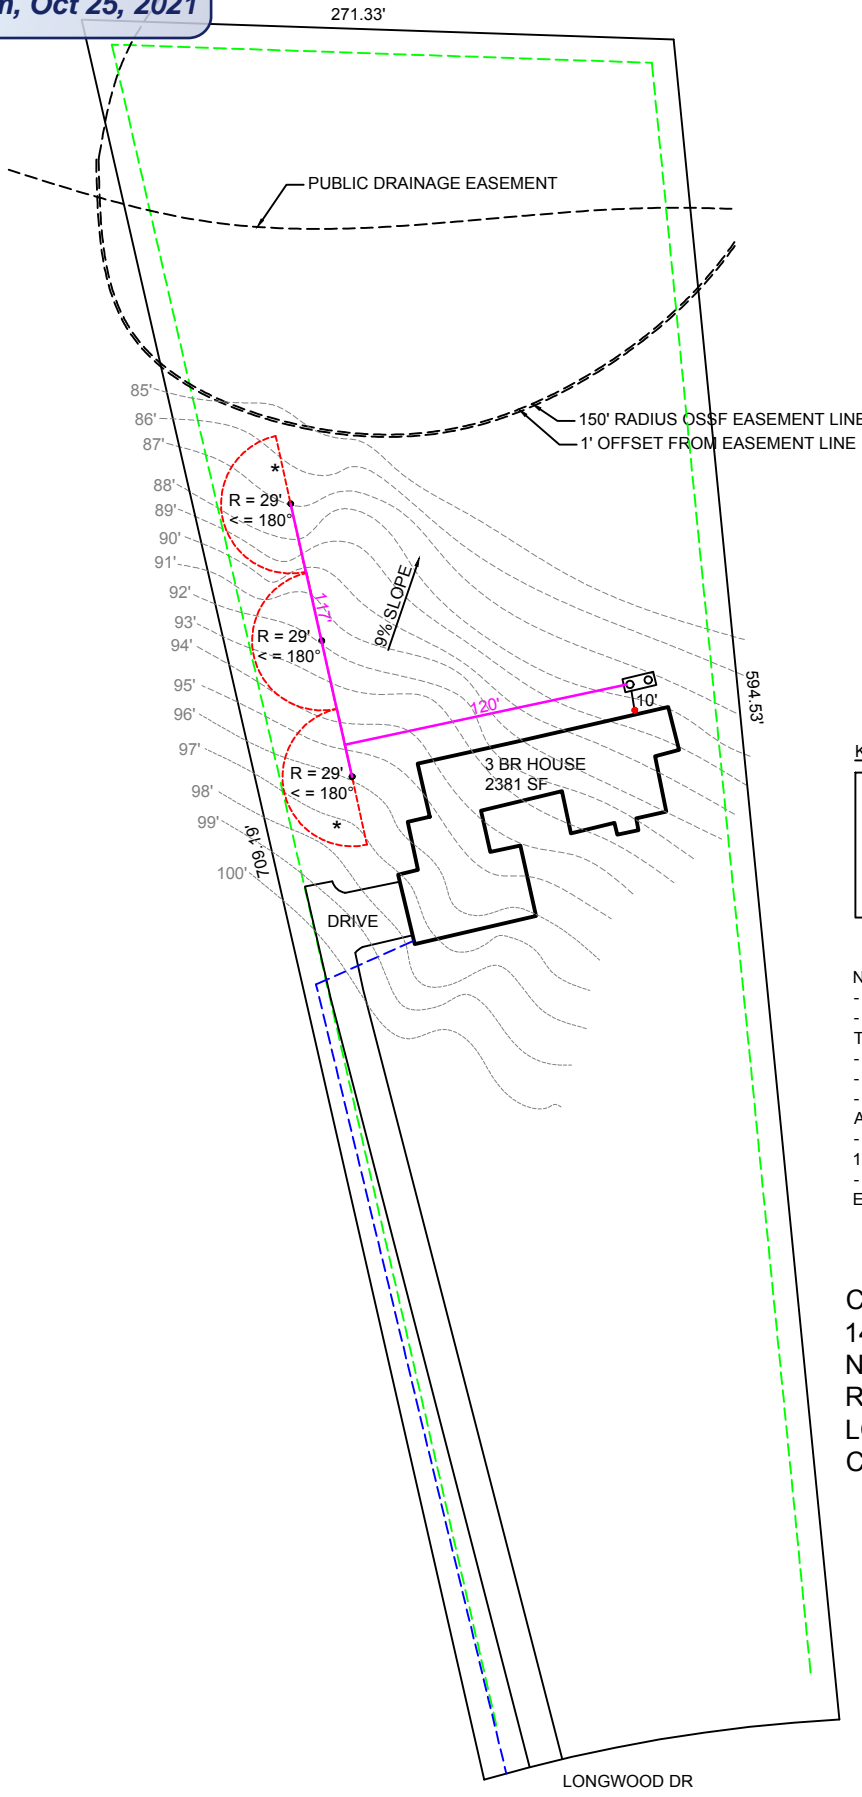 Oct 25, 2021
271.33'
PUBLIC DRAINAGE EASEMENT
85'
86'
87'
150' RADIUS OSSF EASEMENT LINE
1' OFFSET FROM EASEMENT LINE
*
88'
89'
90'
91'
92'
93'
94'
95'
96'
97'
98'
99'
100'
R = 29'
< = 180°
117'
9% SLOPE
R = 29'
< = 180°
120'
10'
594.53'
R = 29'
< = 180°
*
3 BR HOUSE
2381 SF
709.19'
DRIVE
LONGWOOD DR